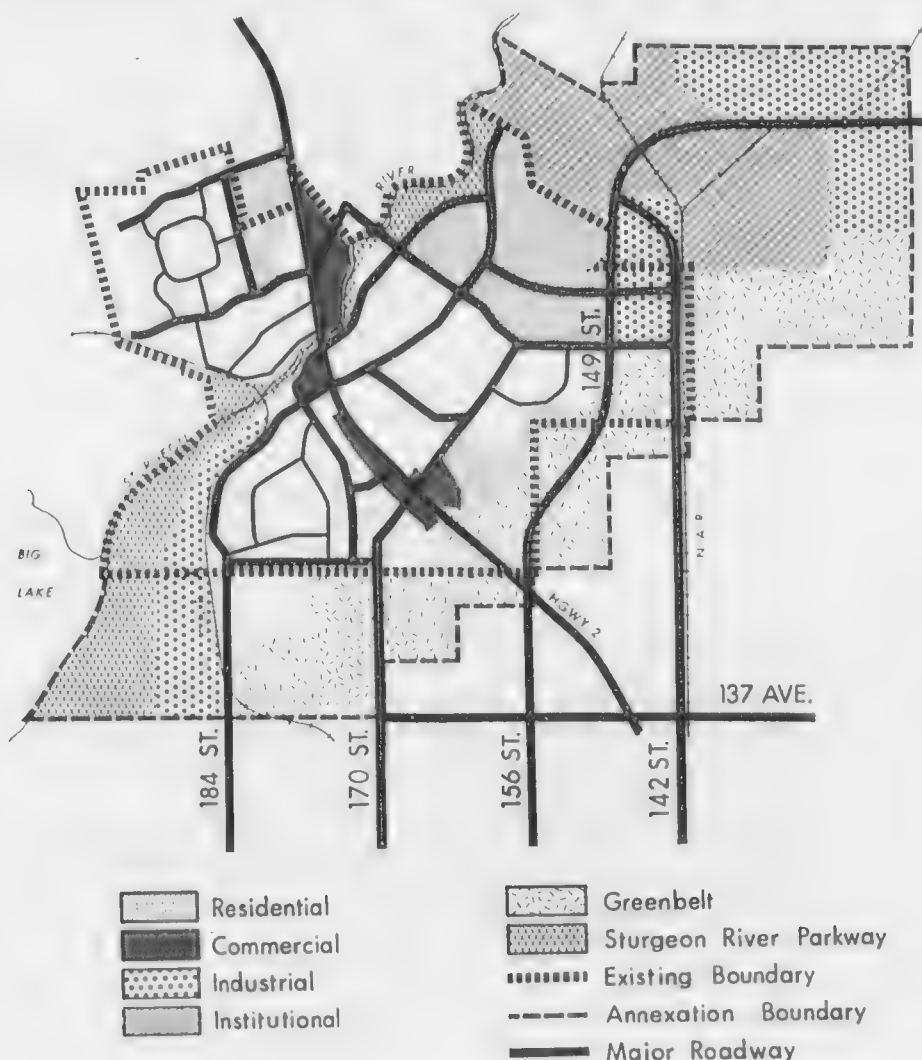 RIVER
149 ST.
BIG
LAKE
N A R
HGWY 2
137 AVE.
184 ST.
170 ST.
156 ST.
142 ST.
Residential
Commercial
Industrial
Institutional
Greenbelt
Sturgeon River Parkway
Existing Boundary
Annexation Boundary
Major Roadway